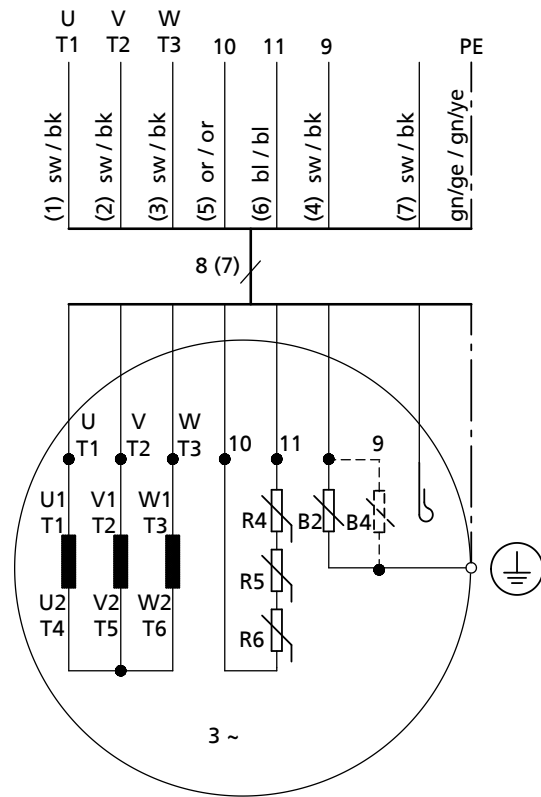 U V W
T1 T2 T3 10 11 9 PE
(1) sw / bk
(2) sw / bk
(3) sw / bk
(5) or / or
(6) bl / bl
(4) sw / bk
(7) sw / bk
gn/ge / gn/ye
8 (7)
U V W
T1 T2 T3 10 11 9
U1 V1 W1
T1 T2 T3
R4 B2 B4
R5
U2 V2 W2
T4 T5 T6
R6
3 ~